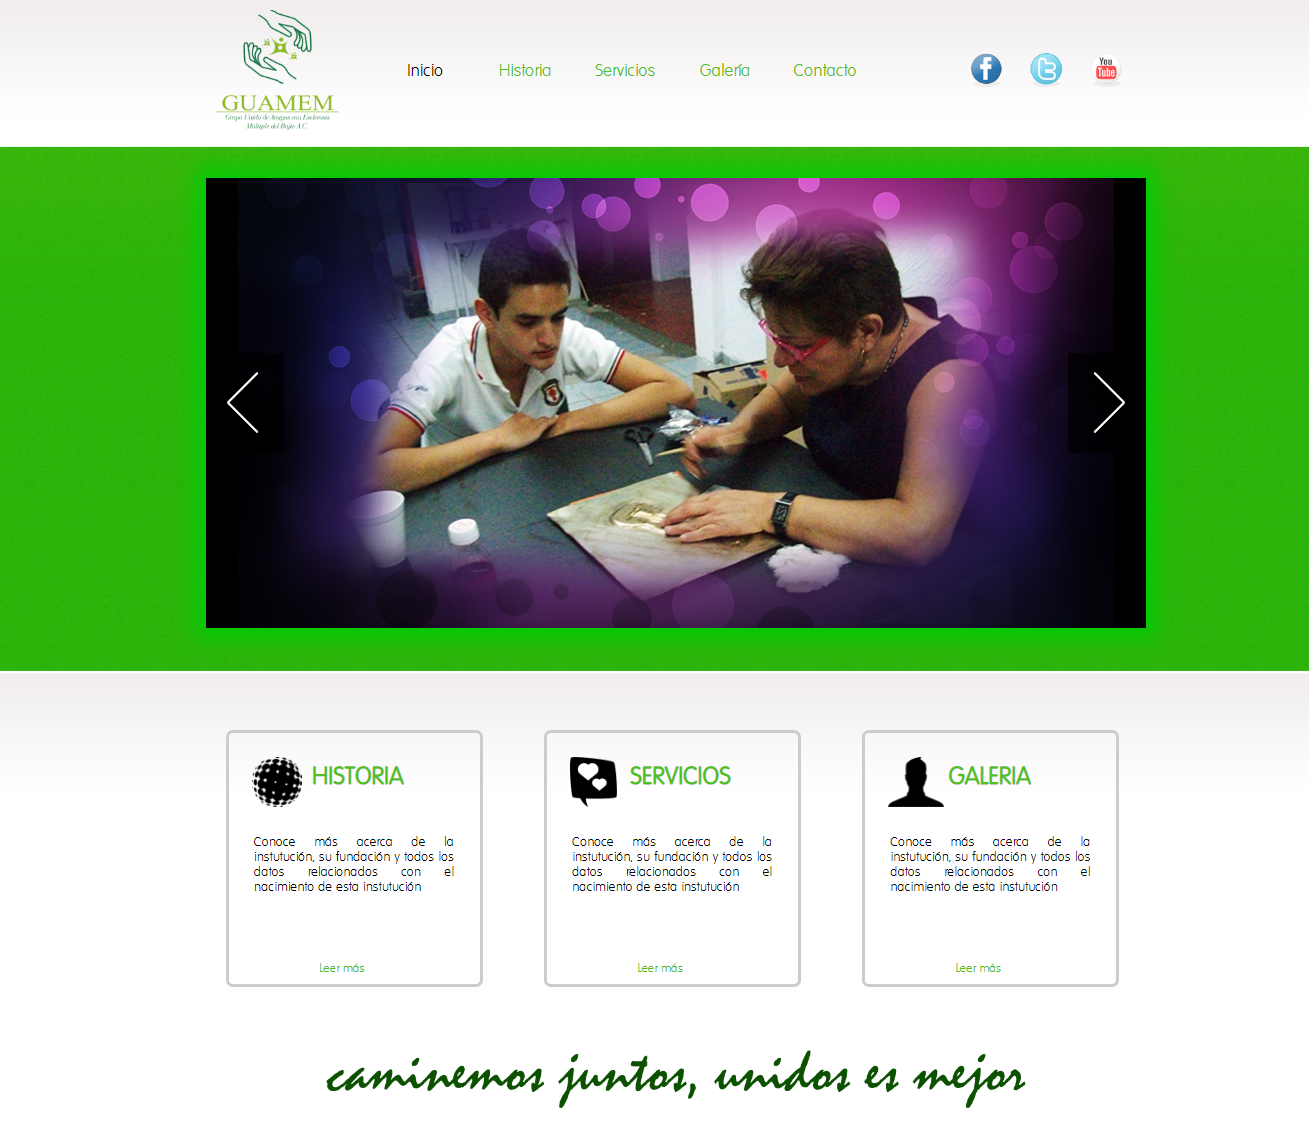 GUAMEM
Grupo Unido de Amigos con Esclerosis
Múltiple del Bajío A.C.
Inicio
Historia
Servicios
Galería
Contacto
You
Tube
HISTORIA
Conoce más acerca de la
instutución, su fundación y todos los
datos relacionados con el
nacimiento de esta instutución
Leer más
SERVICIOS
Conoce más acerca de la
instutución, su fundación y todos los
datos relacionados con el
nacimiento de esta instutución
Leer más
GALERIA
Conoce más acerca de la
instutución, su fundación y todos los
datos relacionados con el
nacimiento de esta instutución
Leer más
caminemos juntos, unidos es mejor